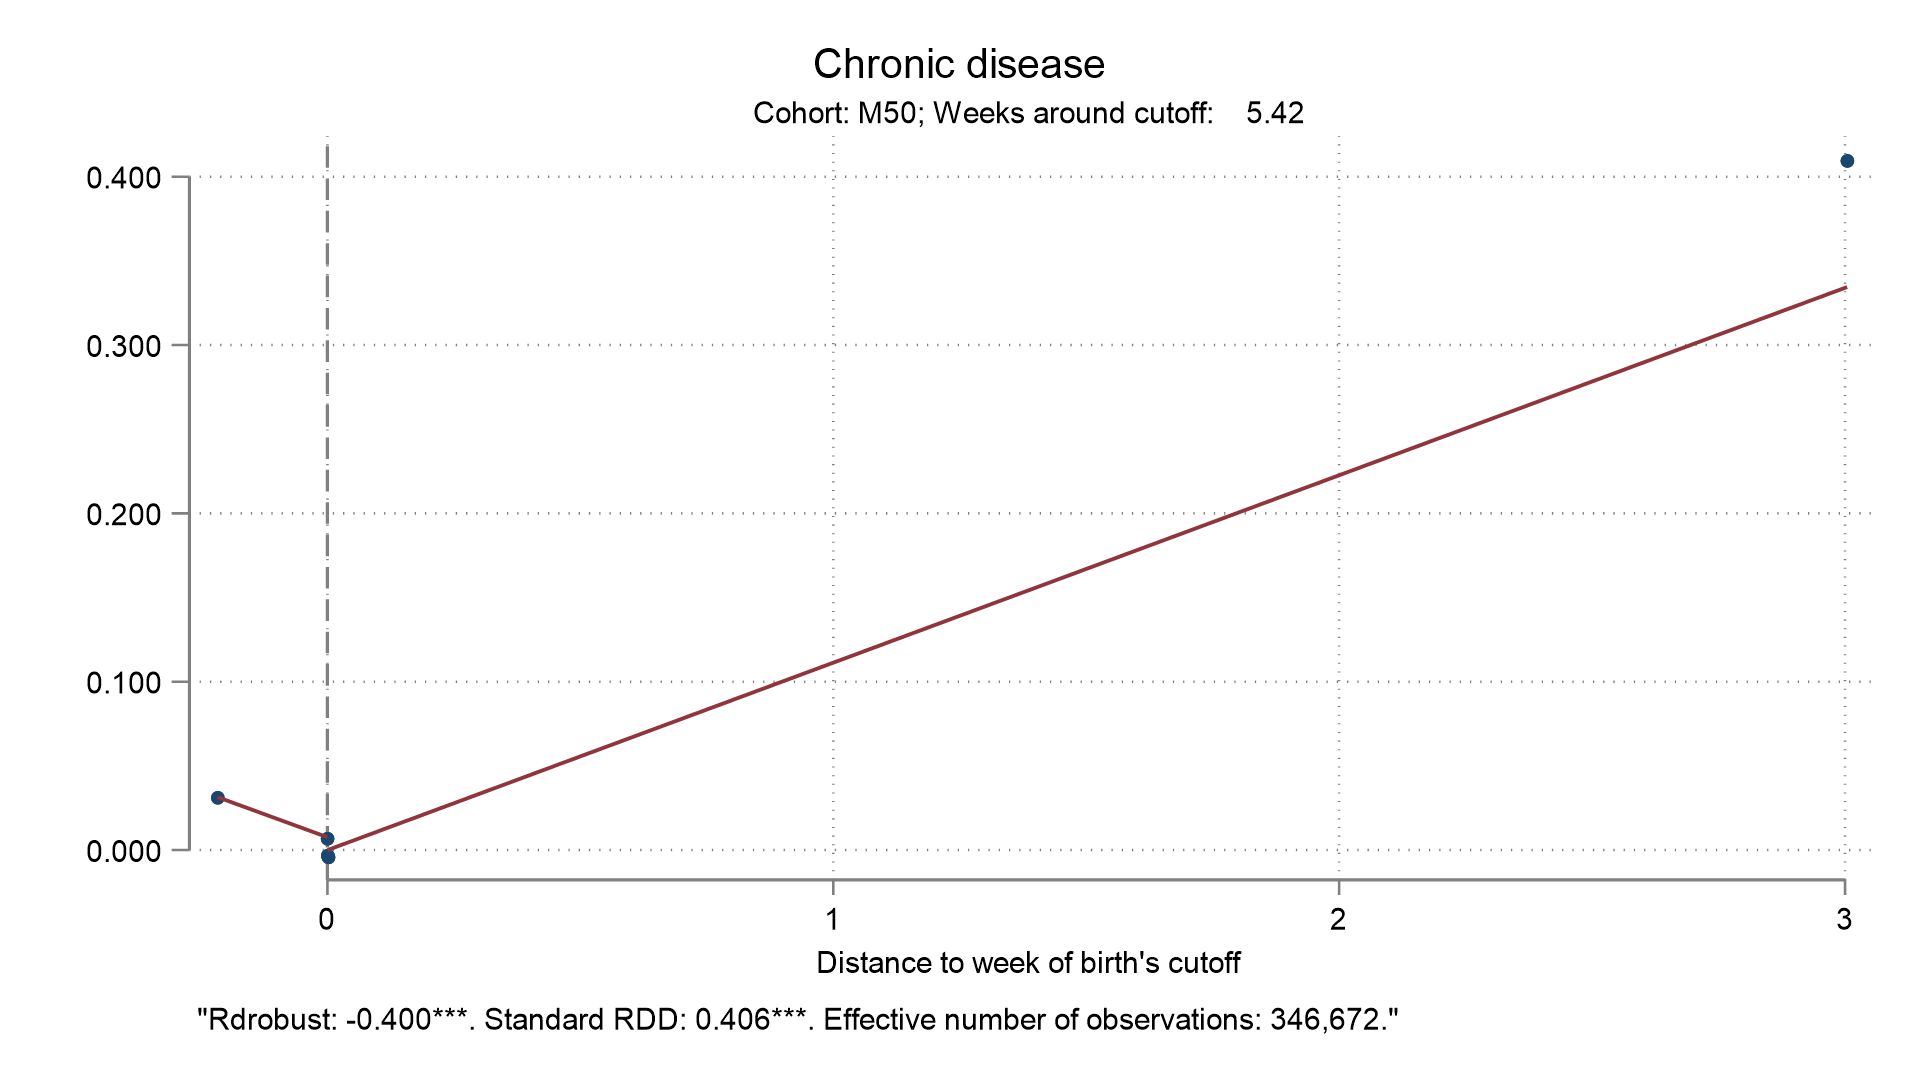 Chronic disease
Cohort: M50; Weeks around cutoff: 5.42
0.400
0.300
0.200
0.100
0.000
0 1 2 3
Distance to week of birth's cutoff
"Rdrobust: -0.400***. Standard RDD: 0.406***. Effective number of observations: 346,672."